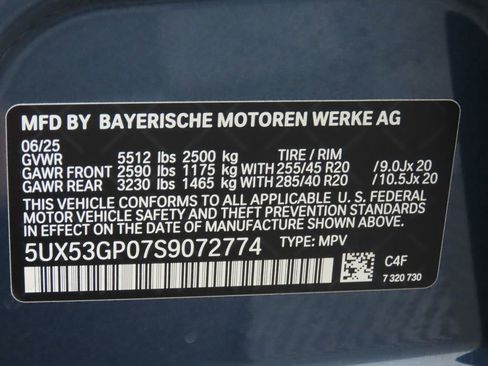 MFD BY BAYERISCHE MOTOREN WERKE AG
06/25
GVWR 5512 lbs 2500 kg TIRE / RIM
GAWR FRONT 2590 lbs 1175 kg WITH 255/45 R20 /9.0Jx 20
GAWR REAR 3230 lbs 1465 kg WITH 285/40 R20 /10.5Jx 20
THIS VEHICLE CONFORMS TO ALL APPLICABLE U. S. FEDERAL
MOTOR VEHICLE SAFETY, BUMPER, AND THEFT PREVENTION
STANDARDS IN EFFECT ON THE DATE OF MANUFACTURE SHOWN ABOVE.
5UX53GP07S9072774 TYPE: MPV
C4F
7 320 730